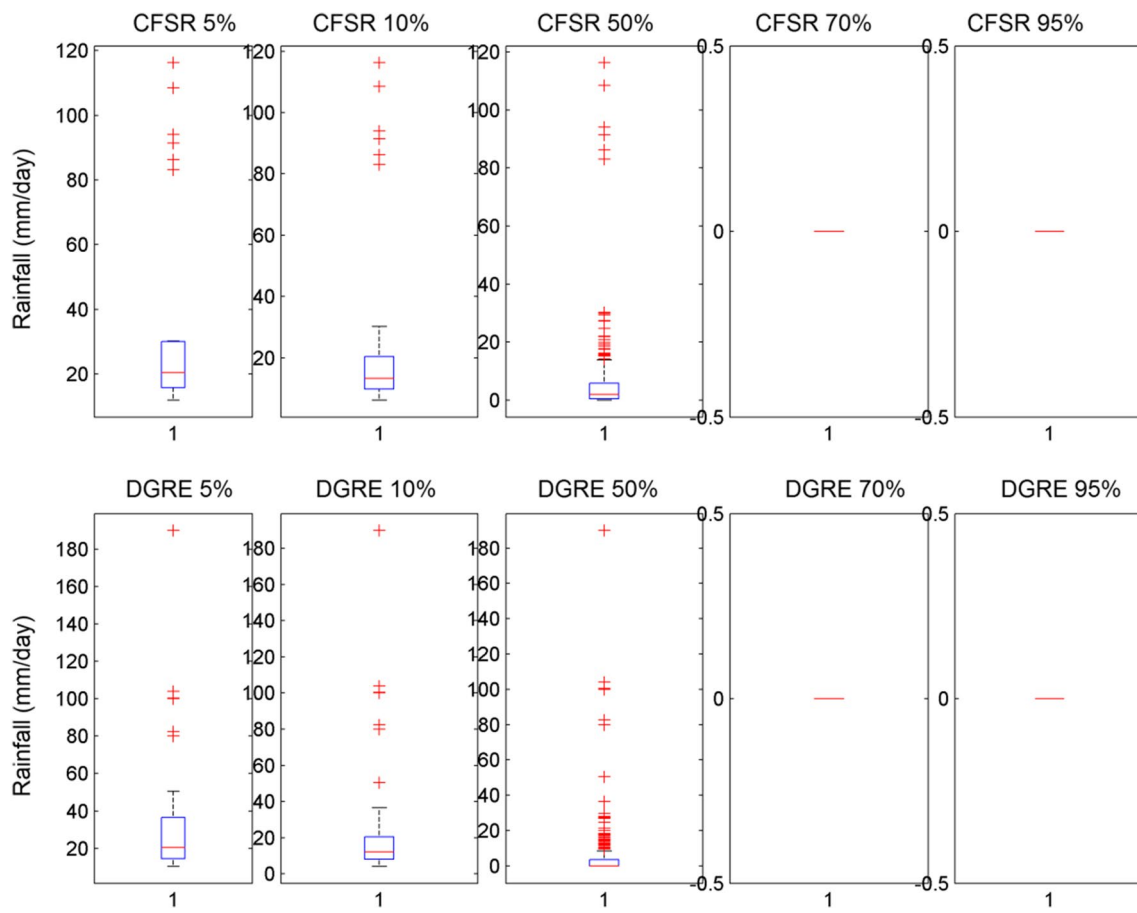 CFSR 5% CFSR 10% CFSR 50% CFSR 70% CFSR 95%
120 120 120 0.5 0.5
100 100 100
80 80 80
Rainfall (mm/day)
60 60 60 0 0
40 40 40
20 20 20
0 -0.5 -0.5
1 1 1 1 1
DGRE 5% DGRE 10% DGRE 50% DGRE 70% DGRE 95%
0.5 0.5
180 180 180
160 160 160
140 140 140
120 120 120
Rainfall (mm/day)
100 100 100 0 0
80 80 80
60 60 60
40 40 40
20 20 20
0 0 -0.5 -0.5
1 1 1 1 1